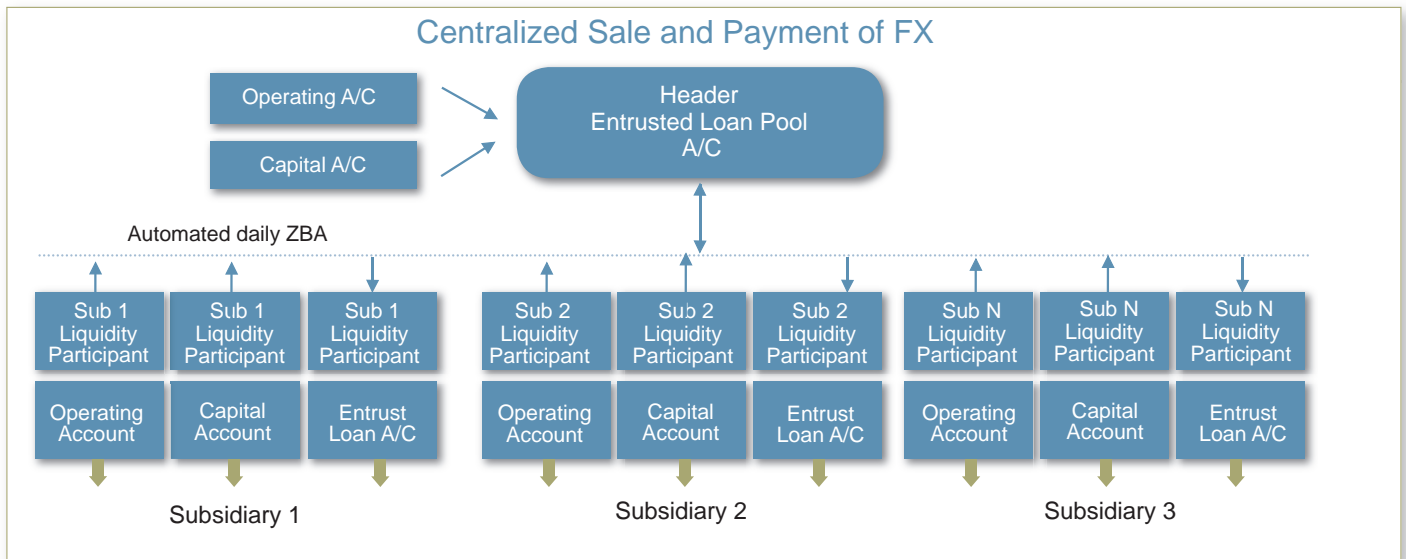 Centralized Sale and Payment of FX
Operating A/C
Capital A/C
Header
Entrusted Loan Pool
A/C
Automated daily ZBA
Sub 1
Liquidity
Participant
Sub 1
Liquidity
Participant
Sub 1
Liquidity
Participant
Sub 2
Liquidity
Participant
Sub 2
Liquidity
Participant
Sub 2
Liquidity
Participant
Sub N
Liquidity
Participant
Sub N
Liquidity
Participant
Sub N
Liquidity
Participant
Operating
Account
Capital
Account
Entrust
Loan A/C
Operating
Account
Capital
Account
Entrust
Loan A/C
Operating
Account
Capital
Account
Entrust
Loan A/C
Subsidiary 1
Subsidiary 2
Subsidiary 3